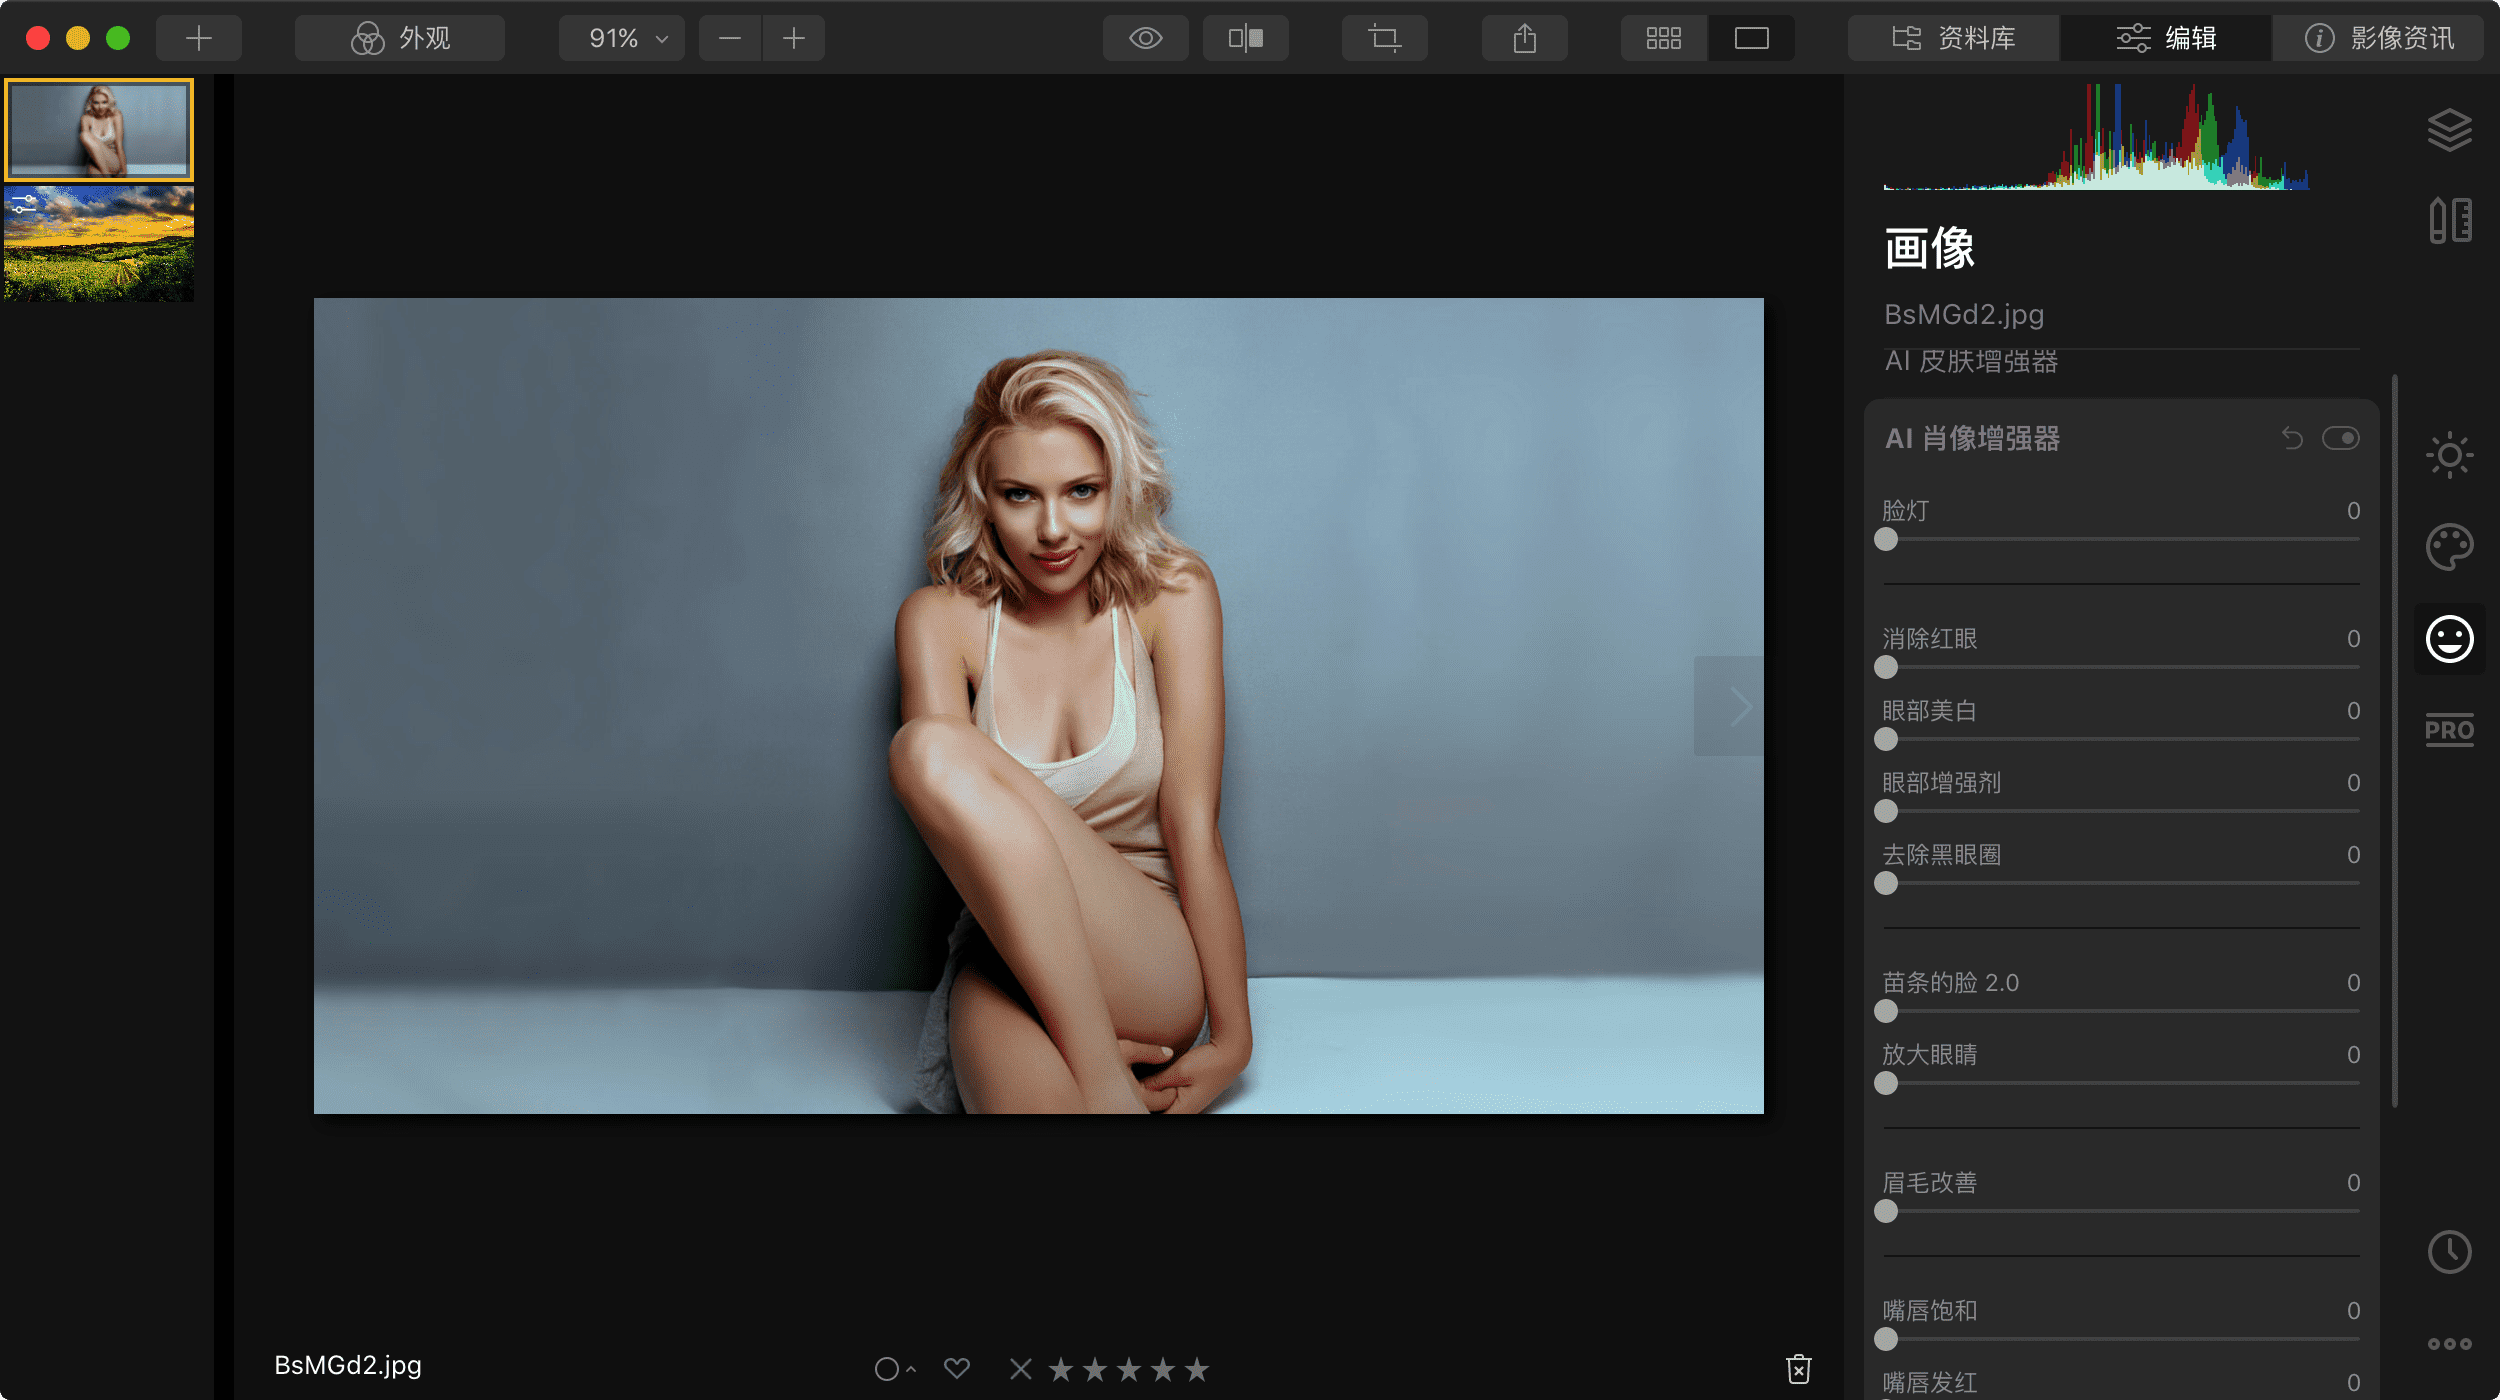 外观
91%
资料库
编辑
影像资讯
画像
BsMGd2.jpg
AI 皮肤增强器
AI 肖像增强器
脸灯 0
消除红眼 0
眼部美白 0
眼部增强剂 0
去除黑眼圈 0
苗条的脸 2.0 0
放大眼睛 0
眉毛改善 0
嘴唇饱和 0
嘴唇发红 0
PRO
BsMGd2.jpg